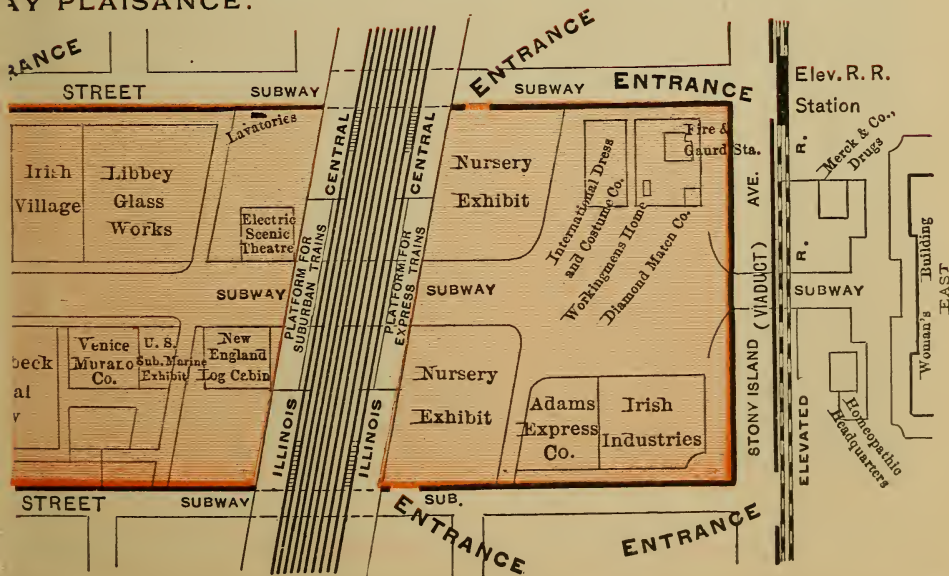 AY PLAISANCE.
RANCE
ENTRANCE
STREET
SUBWAY
SUBWAY
ENTRANCE
Elev. R. R.
Station
Lavatories
CENTRAL
CENTRAL
Irish
Village
Libbey
Glass
Works
Electric
Scenic
Theatre
Nursery
Exhibit
International Dress
and Costume Co.
Fire &
Gaurd Sta.
Workingmens Home
Diamond Match Co.
AVE.
R. R.
Merck & Co.,
Drugs
Woman's Building
EAST
SUBWAY
PLATFORM FOR
SUBURBAN TRAINS
PLATFORM FOR
EXPRESS TRAINS
SUBWAY
(VIADUCT)
SUBWAY
beck
al
Venice
Murano
Co.
U. S.
Sub. Marine
Exhibit
New
England
Log Cabin
Nursery
Exhibit
Adams
Express
Co.
Irish
Industries
STONY ISLAND
ELEVATED
Homeopathic
Headquarters
ILLINOIS
ILLINOIS
STREET
SUBWAY
SUB.
ENTRANCE
ENTRANCE